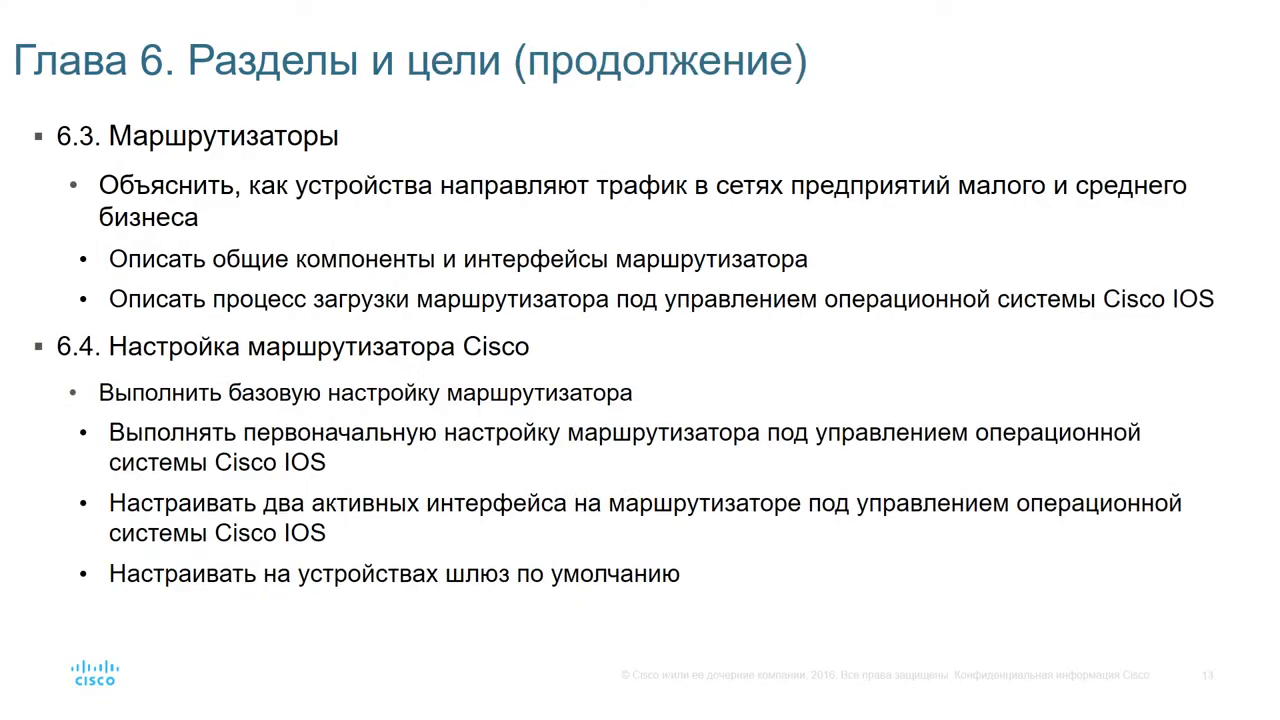 Глава 6. Разделы и цели (продолжение)
▪ 6.3. Маршрутизаторы
• Объяснить, как устройства направляют трафик в сетях предприятий малого и среднего
бизнеса
• Описать общие компоненты и интерфейсы маршрутизатора
• Описать процесс загрузки маршрутизатора под управлением операционной системы Cisco IOS
▪ 6.4. Настройка маршрутизатора Cisco
• Выполнить базовую настройку маршрутизатора
• Выполнять первоначальную настройку маршрутизатора под управлением операционной
системы Cisco IOS
• Настраивать два активных интерфейса на маршрутизаторе под управлением операционной
системы Cisco IOS
• Настраивать на устройствах шлюз по умолчанию
CISCO
© Cisco и/или ее дочерние компании, 2016. Все права защищены. Конфиденциальная информация Cisco
13